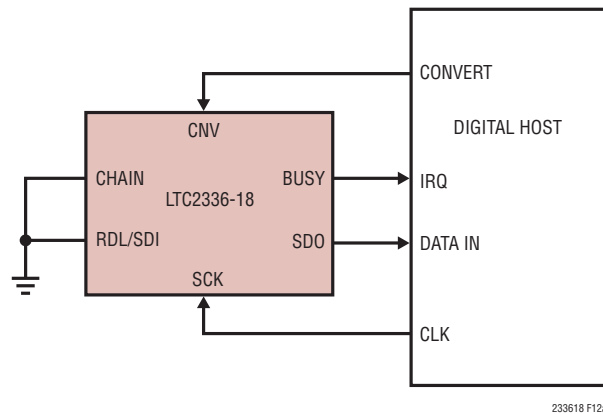 CONVERT
DIGITAL HOST
IRQ
DATA IN
CLK
CNV
CHAIN
BUSY
LTC2336-18
RDL/SDI
SDO
SCK